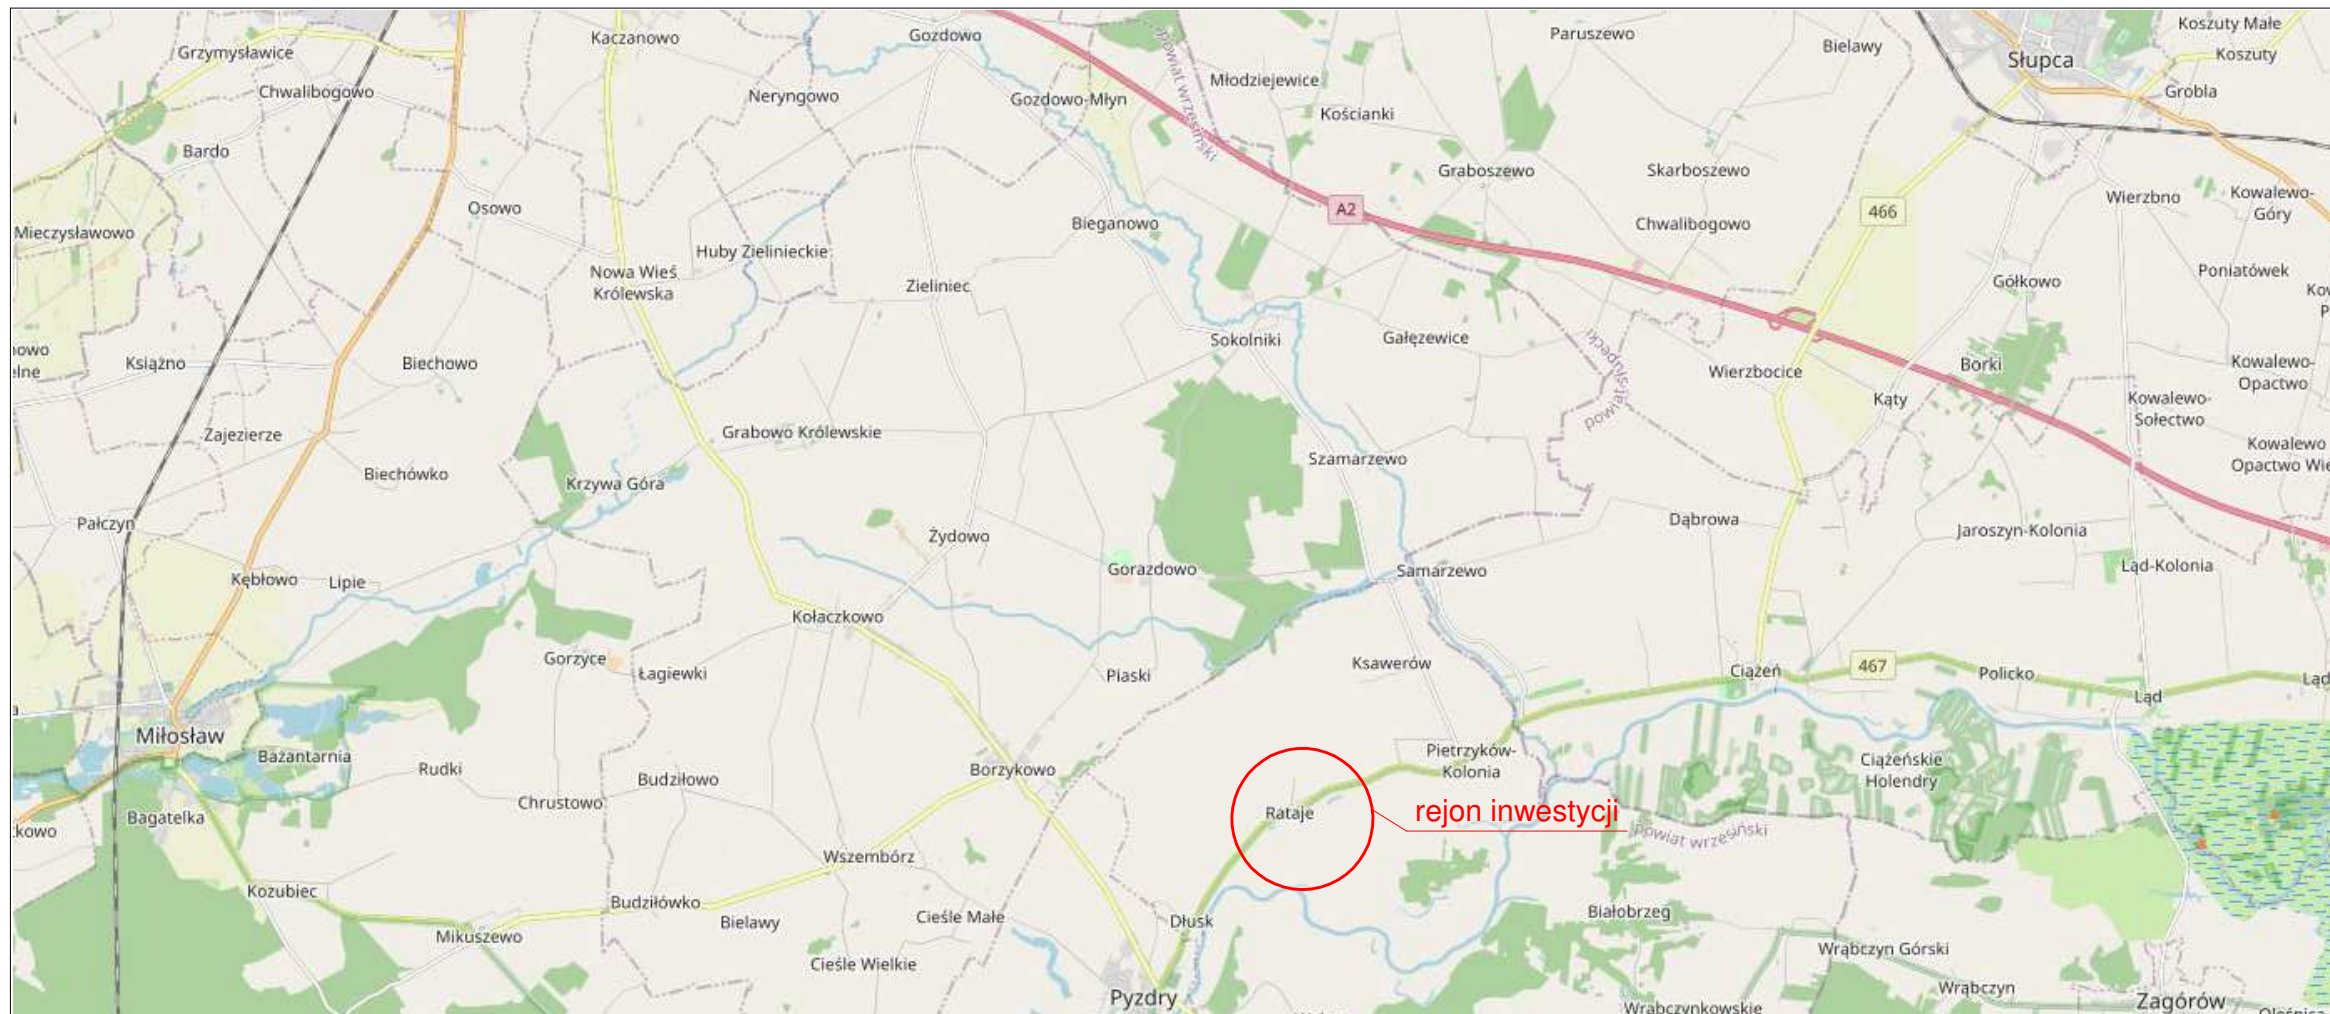 Kaczanowo
Gozdowo
Paruszewo
Bielawy
Koszuty Małe
Grzymysławice
Słupca
Koszuty
Chwalibogowo
Neryngowo
Gozdowo-Młyn
powiat wrzesiński
Młodziejewice
Kościanki
Grobla
Bardo
Graboszewo
Skarboszewo
Wierzbno
Kowalewo-
Góry
Osowo
A2
466
Mieczysławowo
Bieganowo
Chwalibogowo
Huby Zielinieckie
Nowa Wieś
Królewska
Zieliniec
Gółkowo
Poniatówek
Sokolniki
Gałęzewice
powiat słupecki
Książno
Biechowo
Wierzbocice
Borki
Kowalewo-
Opactwo
Kąty
Kowalewo-
Sołectwo
Zajezierze
Grabowo Królewskie
Kowalewo
Opactwo Wie
Biechówko
Krzywa Góra
Szamarzewo
Pałczyn
Żydowo
Dąbrowa
Jaroszyn-Kolonia
Kębłowo
Lipie
Gorazdowo
Samarzewo
Ląd-Kolonia
Kołaczkowo
Gorzyce
Łagiewki
Piaski
Ksawerów
Ciążeń
467
Policko
Ląd
Ląd
Miłosław
Bażantarnia
Rudki
Budziłowo
Borzykowo
Pietrzyków-
Kolonia
Ciążeńskie
Holendry
Chrustowo
Bagatelka
Rataje
rejon inwestycji
powiat wrzesiński
Wszembórz
Kozubiec
Budziłówko
Bielawy
Cieśle Małe
Dłusk
Białobrzeg
Mikuszewo
Cieśle Wielkie
Wrąbczyn Górski
Wrąbczyn
Pyzdry
Zagórów
Wrąbczynkowskie